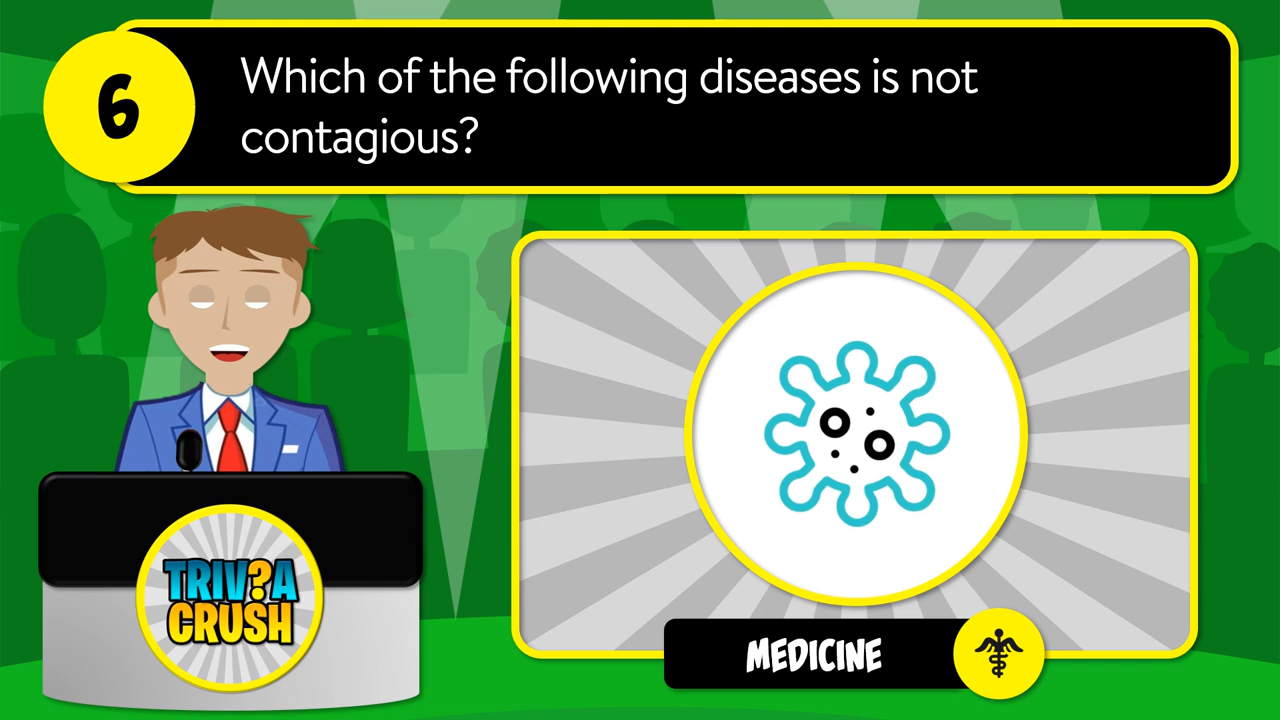 6
Which of the following diseases is not
contagious?
TRIV?A
CRUSH
MEDICINE